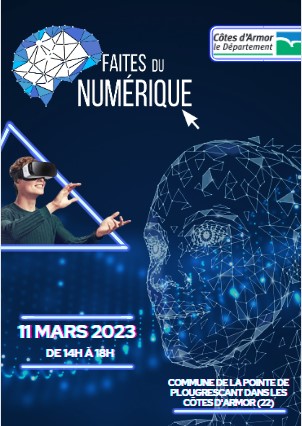 Côtes d'Armor
le Département
FAITES DU
NUMÉRIQUE
11 MARS 2023
DE 14H À 18H
COMMUNE DE LA POINTE DE
PLOUGRESCANT DANS LES
CÔTES D'ARMOR (22)